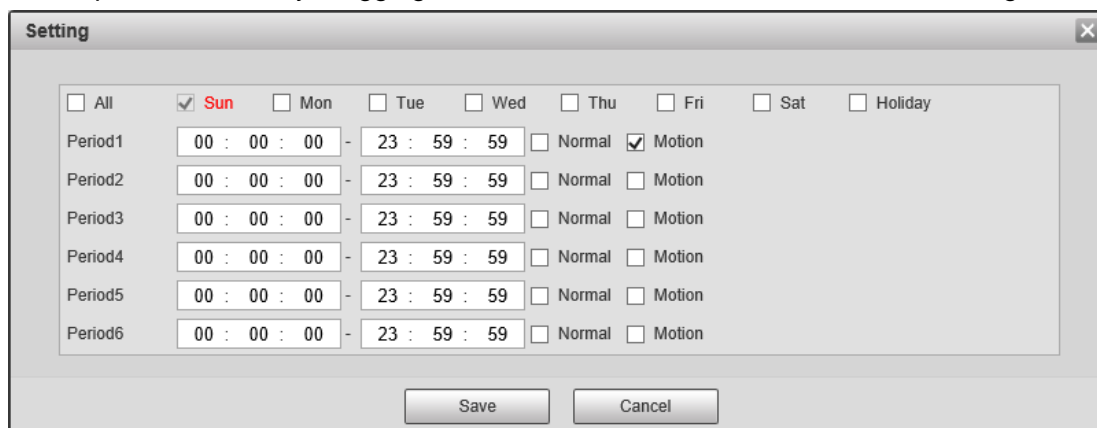 Setting
All Sun Mon Tue Wed Thu Fri Sat Holiday
Period1 00 : 00 : 00 - 23 : 59 : 59 Normal Motion
Period2 00 : 00 : 00 - 23 : 59 : 59 Normal Motion
Period3 00 : 00 : 00 - 23 : 59 : 59 Normal Motion
Period4 00 : 00 : 00 - 23 : 59 : 59 Normal Motion
Period5 00 : 00 : 00 - 23 : 59 : 59 Normal Motion
Period6 00 : 00 : 00 - 23 : 59 : 59 Normal Motion
Save Cancel